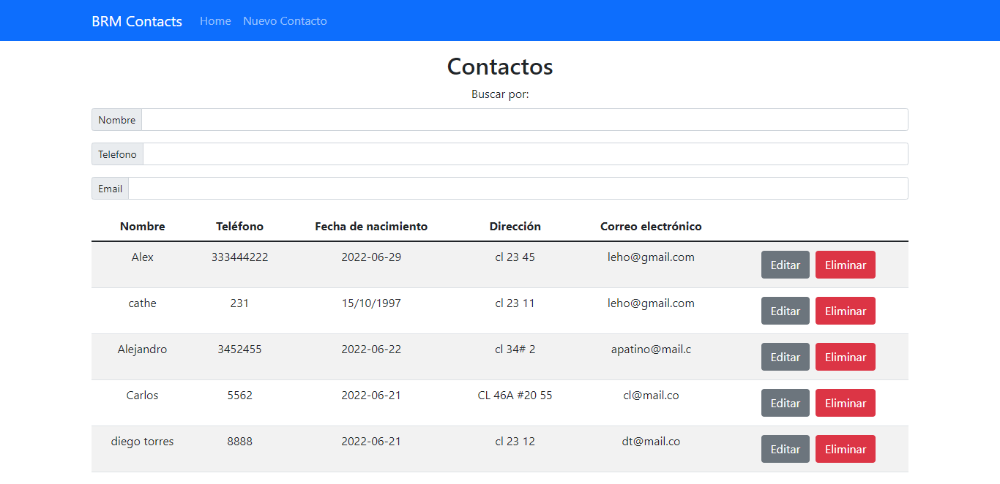 BRM Contacts Home Nuevo Contacto
Contactos
Buscar por:
Nombre
Telefono
Email
Nombre Teléfono Fecha de nacimiento Dirección Correo electrónico
Alex 333444222 2022-06-29 cl 23 45 leho@gmail.com Editar Eliminar
cathe 231 15/10/1997 cl 23 11 leho@gmail.com Editar Eliminar
Alejandro 3452455 2022-06-22 cl 34# 2 apatino@mail.c Editar Eliminar
Carlos 5562 2022-06-21 CL 46A #20 55 cl@mail.co Editar Eliminar
diego torres 8888 2022-06-21 cl 23 12 dt@mail.co Editar Eliminar